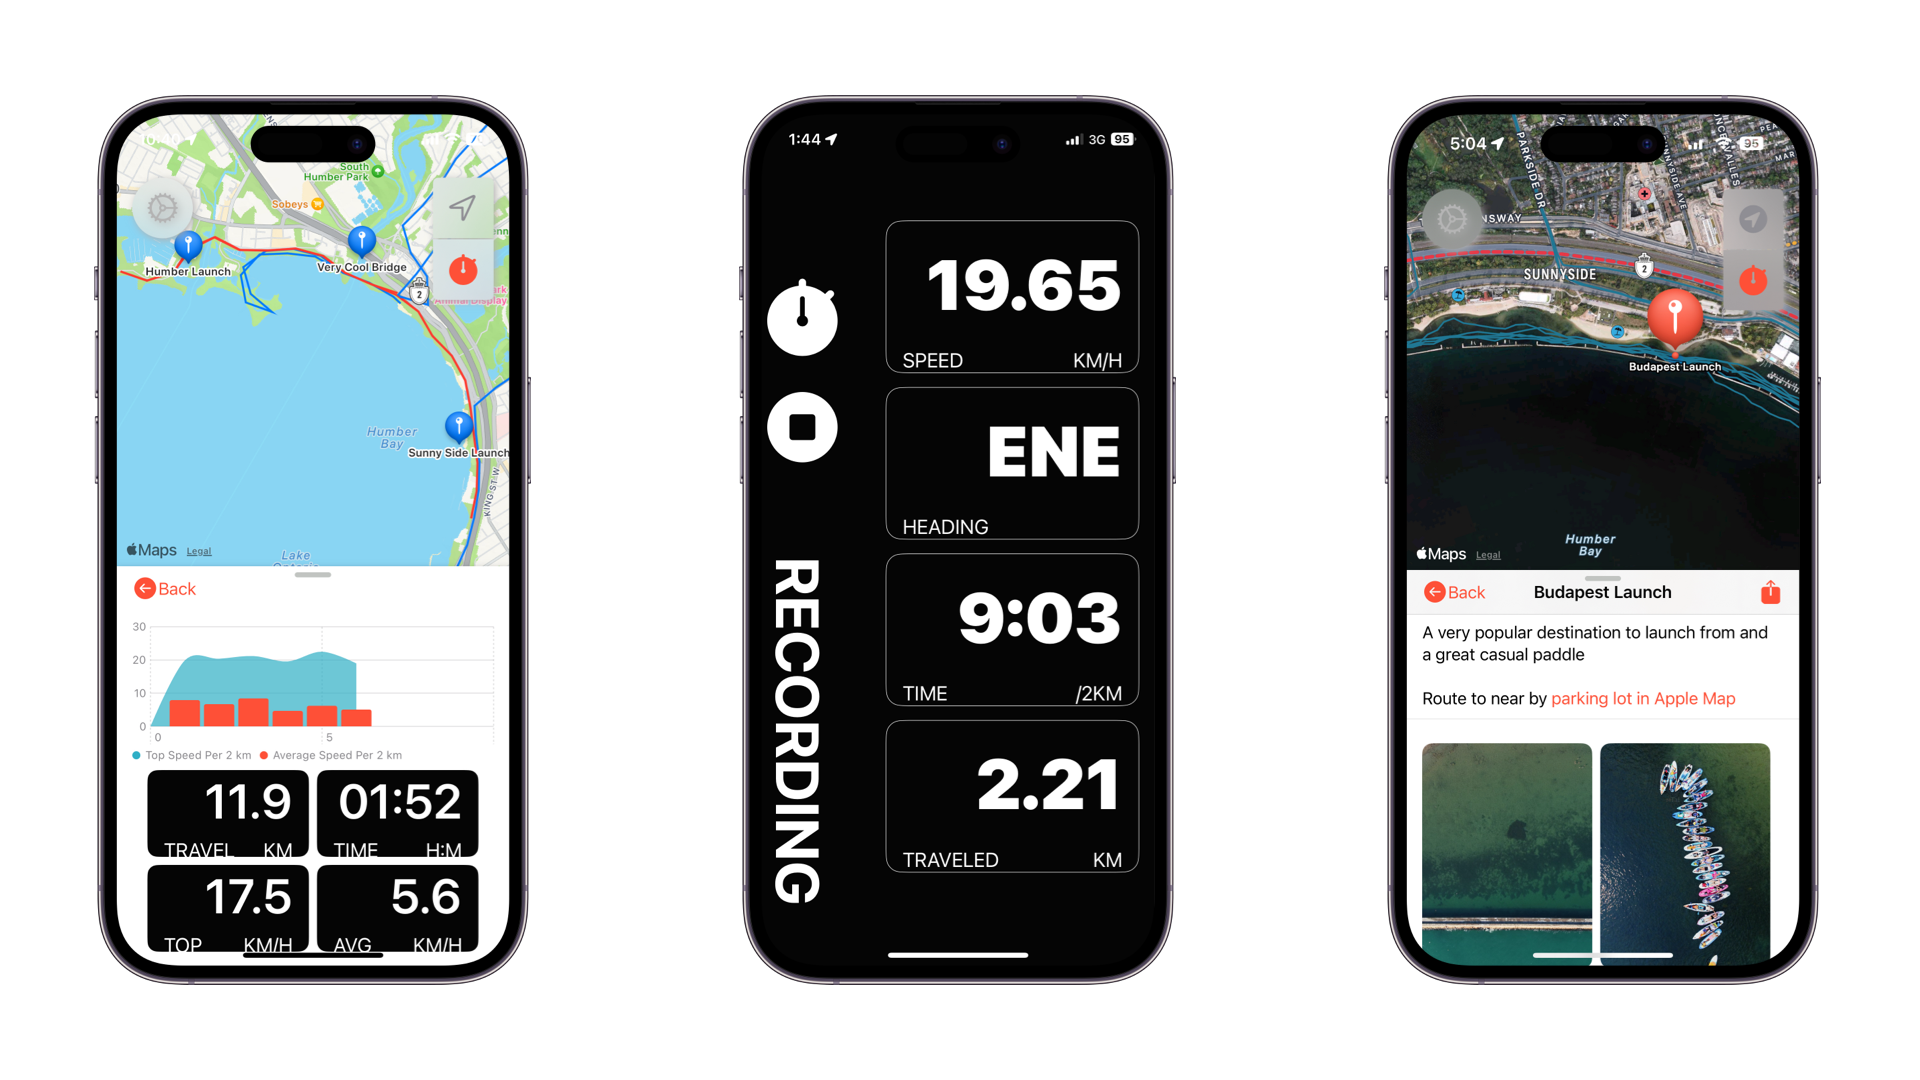 South
Humber Park
Sobeys
Humber Launch
Very Cool Bridge
2
Humber
Bay
Sunny Side Launch
KING ST W
Maps Legal
Lake
Back
30
20
10
0
0 5
Top Speed Per 2 km Average Speed Per 2 km
11.9
TRAVEL KM
01:52
TIME H:M
17.5
TOP KM/H
5.6
AVG KM/H
1:44 3G 95
RECORDING
19.65
SPEED KM/H
ENE
HEADING
9:03
TIME /2KM
2.21
TRAVELED KM
5:04 95
PARKSIDE DR
NSWAY
SUNNYSIDE AVE
SUNNYSIDE
2
Budapest Launch
Humber
Bay
Maps Legal
Back Budapest Launch
A very popular destination to launch from and
a great casual paddle
Route to near by parking lot in Apple Map